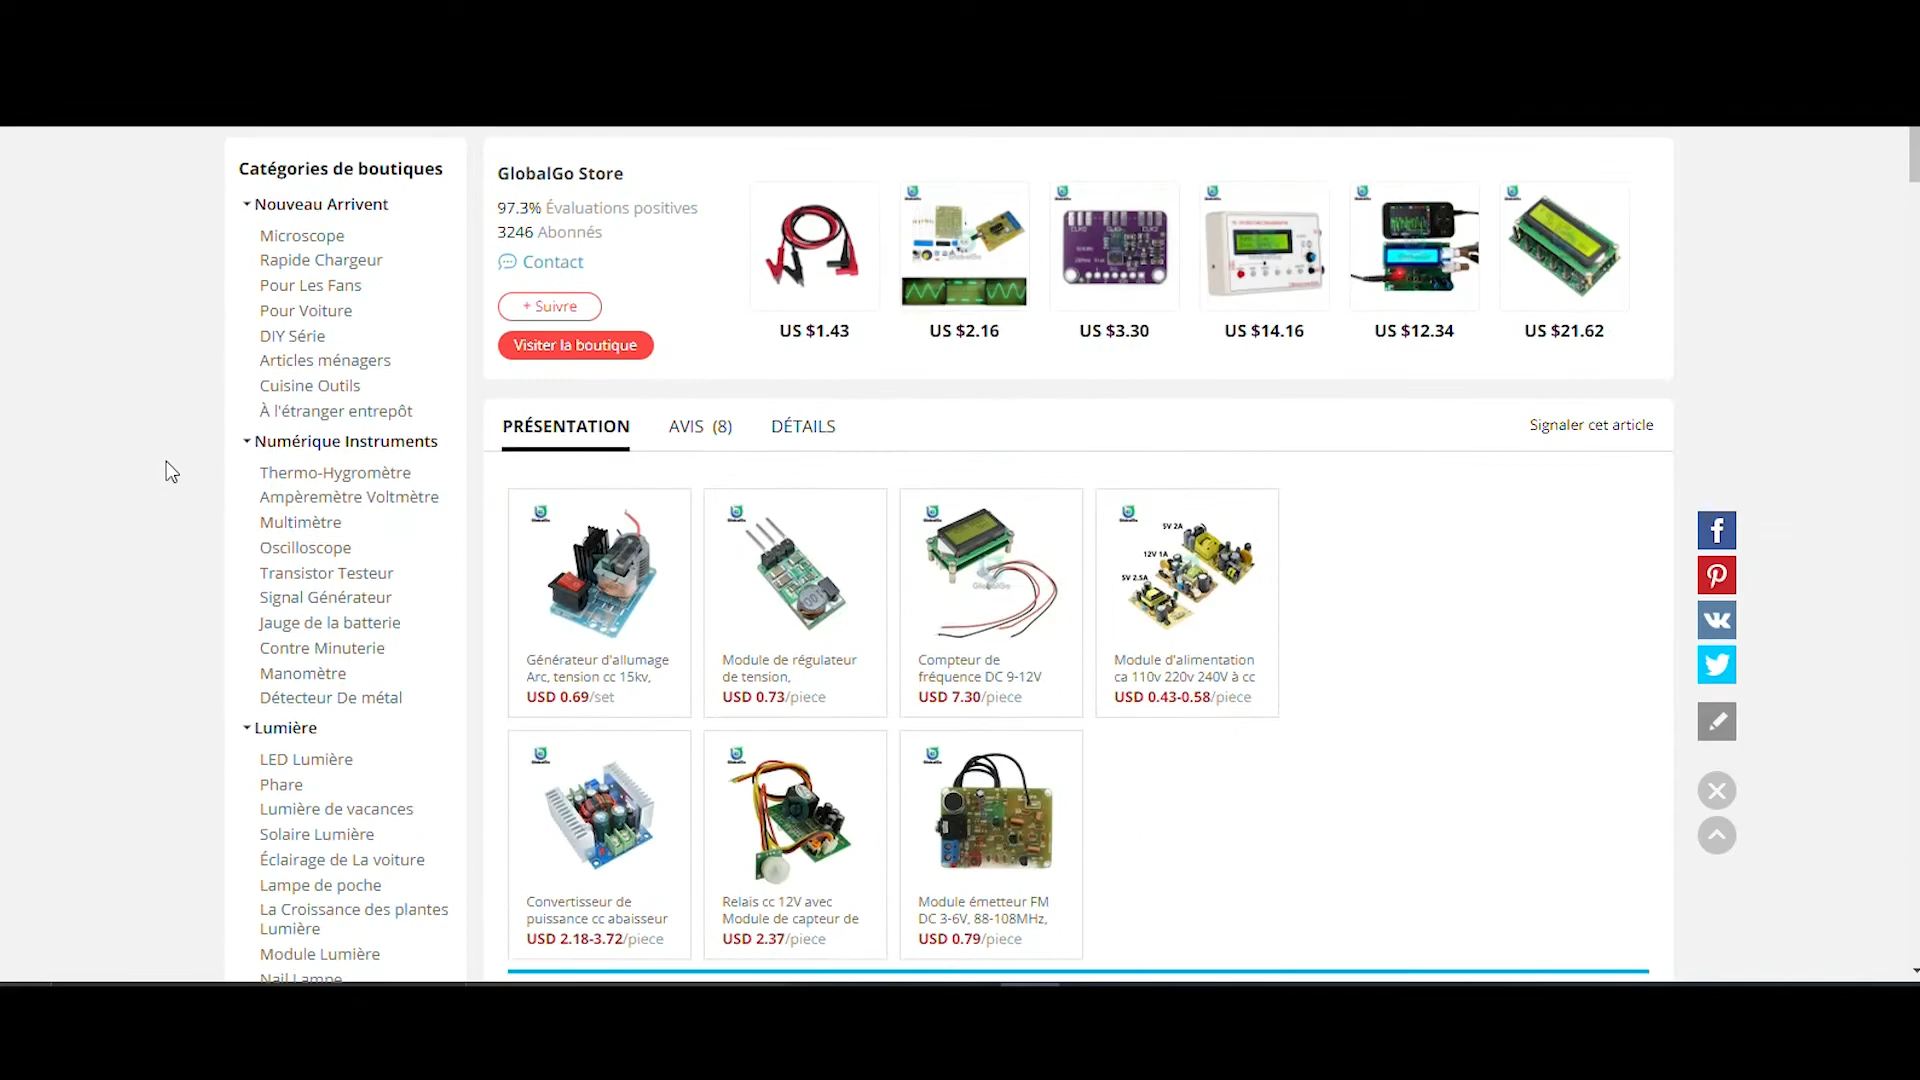 Catégories de boutiques
Nouveau Arrivent
Microscope
Rapide Chargeur
Pour Les Fans
Pour Voiture
DIY Série
Articles ménagers
Cuisine Outils
À l'étranger entrepôt
Numérique Instruments
Thermo-Hygromètre
Ampèremètre Voltmètre
Multimètre
Oscilloscope
Transistor Testeur
Signal Générateur
Jauge de la batterie
Contre Minuterie
Manomètre
Détecteur De métal
Lumière
LED Lumière
Phare
Lumière de vacances
Solaire Lumière
Éclairage de La voiture
Lampe de poche
La Croissance des plantes
Lumière
Module Lumière
Nail Lampe
GlobalGo Store
97.3% Évaluations positives
3246 Abonnés
Contact
+ Suivre
Visiter la boutique
US $1.43
US $2.16
US $3.30
US $14.16
US $12.34
US $21.62
PRÉSENTATION
AVIS (8)
DÉTAILS
Signaler cet article
Générateur d'allumage
Arc, tension cc 15kv,
USD 0.69/set
Module de régulateur
de tension,
USD 0.73/piece
Compteur de
fréquence DC 9-12V
USD 7.30/piece
5V 2A
12V 1A
5V 2.5A
Module d'alimentation
ca 110v 220v 240V à cc
USD 0.43-0.58/piece
Convertisseur de
puissance cc abaisseur
USD 2.18-3.72/piece
Relais cc 12V avec
Module de capteur de
USD 2.37/piece
Module émetteur FM
DC 3-6V, 88-108MHz,
USD 0.79/piece